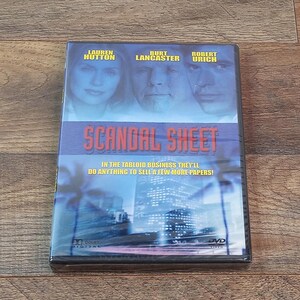 LAUREN BURT ROBERT
HUTTON LANCASTER URICH
SCANDAL SHEET
IN THE TABLOID BUSINESS THEY'LL
DO ANYTHING TO SELL A FEW MORE PAPERS!
DVD